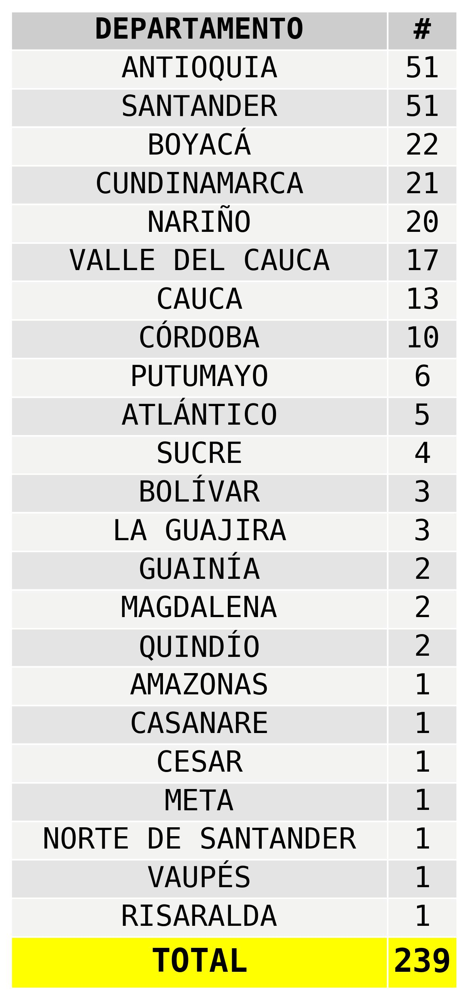 DEPARTAMENTO #
ANTIOQUIA 51
SANTANDER 51
BOYACÁ 22
CUNDINAMARCA 21
NARIÑO 20
VALLE DEL CAUCA 17
CAUCA 13
CÓRDOBA 10
PUTUMAYO 6
ATLÁNTICO 5
SUCRE 4
BOLÍVAR 3
LA GUAJIRA 3
GUAINÍA 2
MAGDALENA 2
QUINDÍO 2
AMAZONAS 1
CASANARE 1
CESAR 1
META 1
NORTE DE SANTANDER 1
VAUPÉS 1
RISARALDA 1
TOTAL 239